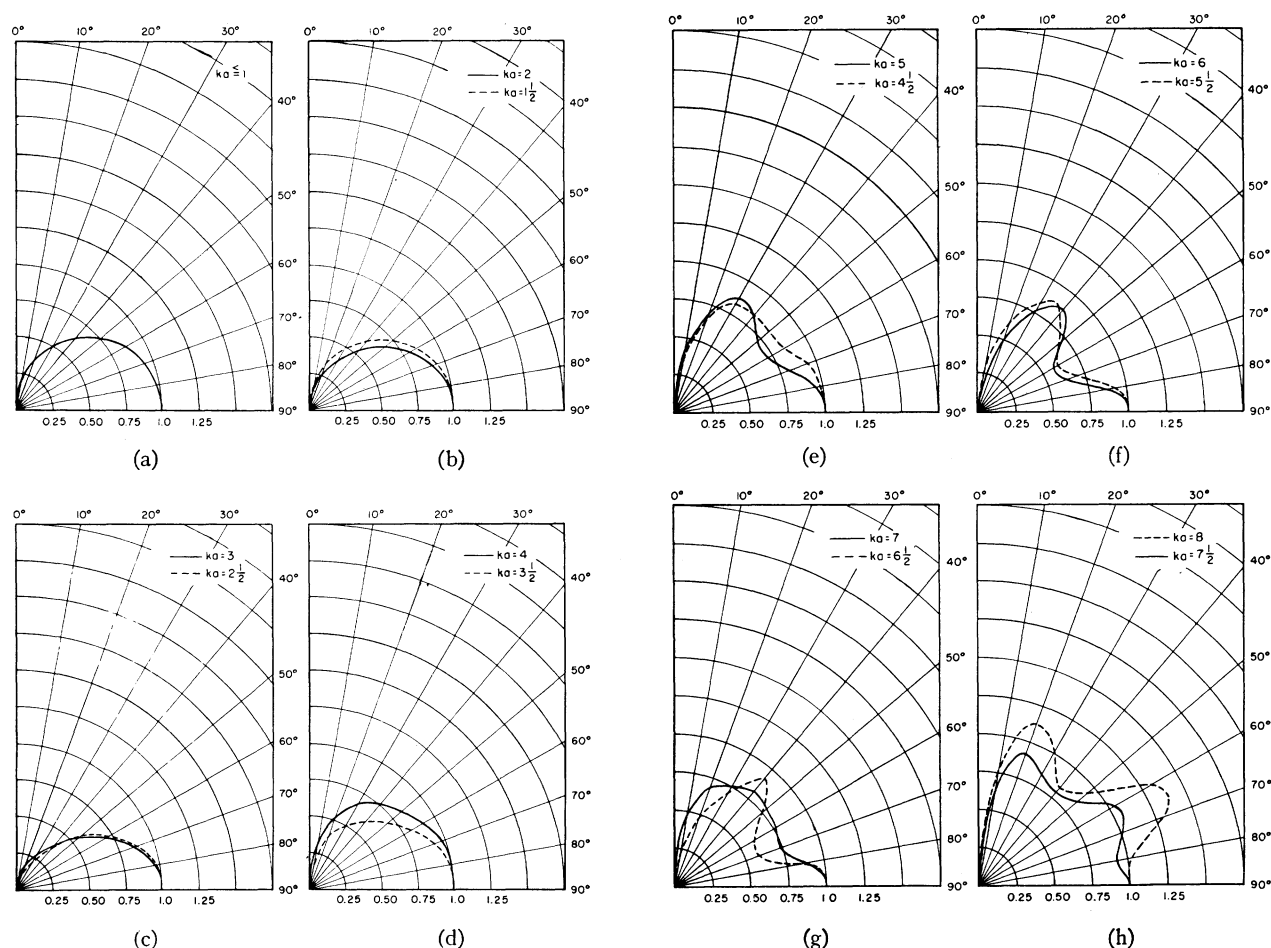 0° 10° 20° 30°
ka ≦ 1
40°
50°
60°
70°
80°
90°
0.25 0.50 0.75 1.0 1.25
(a)
0° 10° 20° 30°
ka = 2
ka = 1 1/2
40°
50°
60°
70°
80°
90°
0.25 0.50 0.75 1.0 1.25
(b)
0° 10° 20° 30°
ka = 3
ka = 2 1/2
40°
50°
60°
70°
80°
90°
0.25 0.50 0.75 1.0 1.25
(c)
0° 10° 20° 30°
ka = 4
ka = 3 1/2
40°
50°
60°
70°
80°
90°
0.25 0.50 0.75 1.0 1.25
(d)
0° 10° 20° 30°
ka = 5
ka = 4 1/2
40°
50°
60°
70°
80°
90°
0.25 0.50 0.75 1.0 1.25
(e)
0° 10° 20° 30°
ka = 6
ka = 5 1/2
40°
50°
60°
70°
80°
90°
0.25 0.50 0.75 1.0 1.25
(f)
0° 10° 20° 30°
ka = 7
ka = 6 1/2
40°
50°
60°
70°
80°
90°
0.25 0.50 0.75 1.0 1.25
(g)
0° 10° 20° 30°
ka = 8
ka = 7 1/2
40°
50°
60°
70°
80°
90°
0.25 0.50 0.75 1.0 1.25
(h)